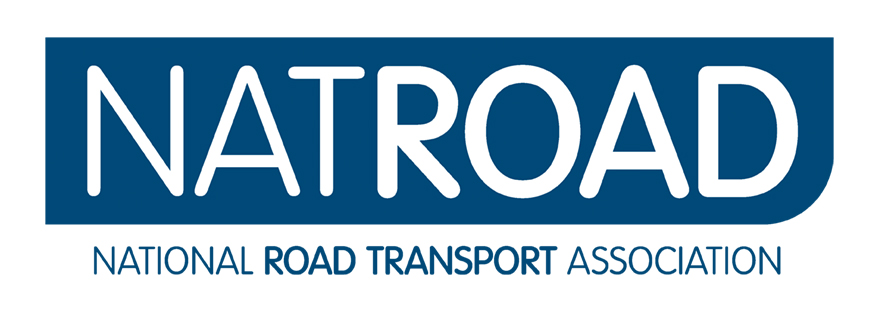 NATROAD
NATIONAL ROAD TRANSPORT ASSOCIATION